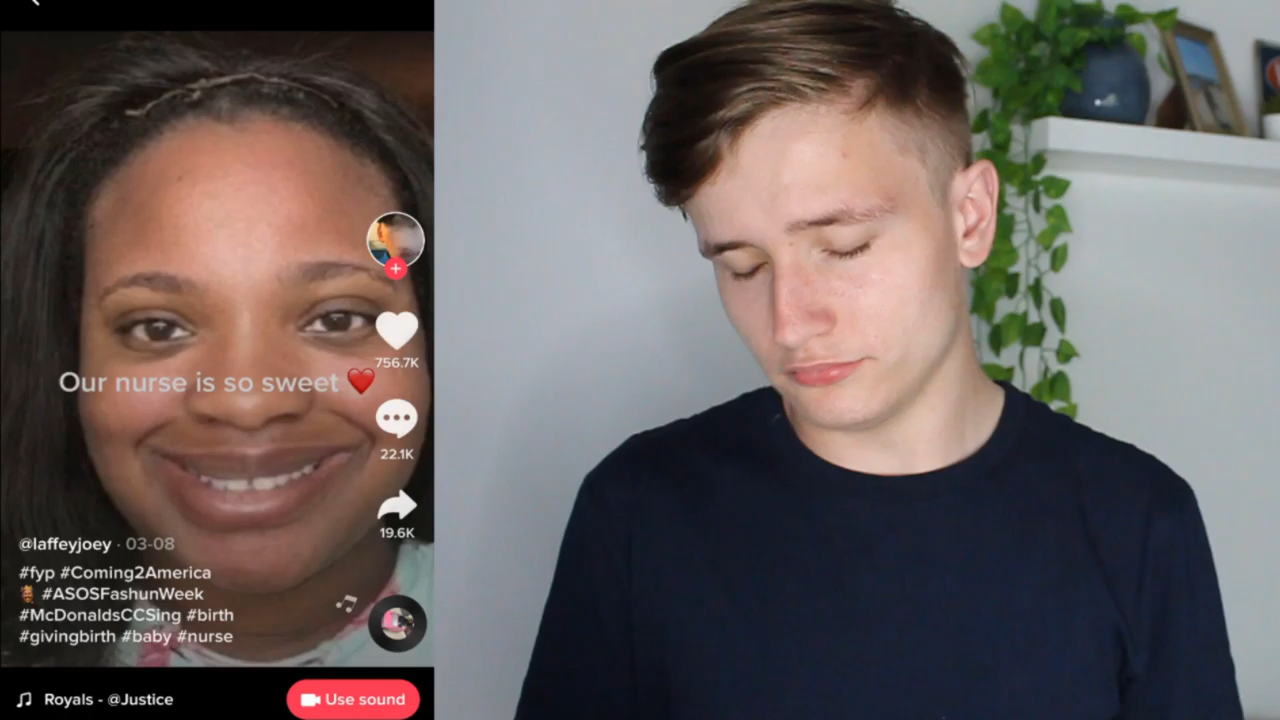 756.7K
Our nurse is so sweet ❤️
22.1K
19.6K
@laffeyjoey · 03-08
#fyp #Coming2America
#ASOSFashunWeek
#McDonaldsCCSing #birth
#givingbirth #baby #nurse
Royals - @Justice
Use sound